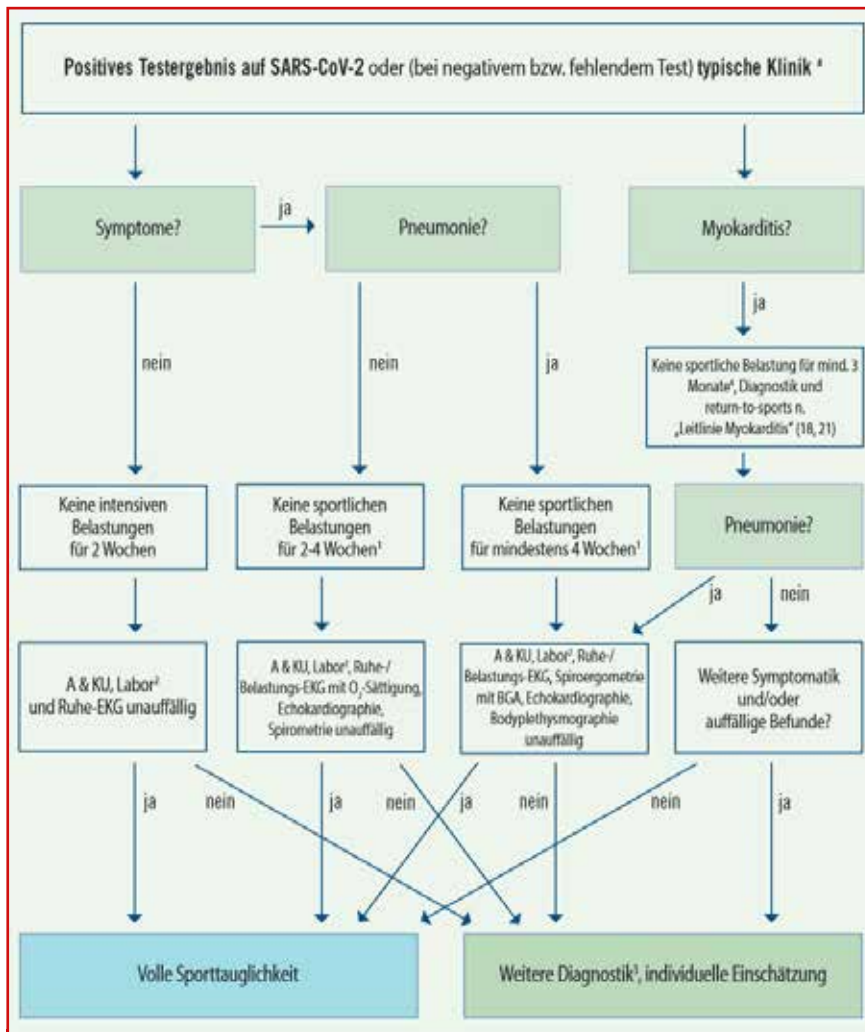 Positives Testergebnis auf SARS-CoV-2 oder (bei negativem bzw. fehlendem Test) typische Klinik ⁴
Symptome?
ja
Pneumonie?
Myokarditis?
ja
nein
nein
ja
Keine sportliche Belastung für mind. 3
Monate⁴, Diagnostik und
return-to-sports n.
„Leitlinie Myokarditis“ (18, 21)
Keine intensiven
Belastungen
für 2 Wochen
Keine sportlichen
Belastungen
für 2-4 Wochen¹
Keine sportlichen
Belastungen
für mindestens 4 Wochen¹
Pneumonie?
ja
nein
A & KU, Labor²
und Ruhe-EKG unauffällig
A & KU, Labor², Ruhe-/
Belastungs-EKG mit O₂-Sättigung,
Echokardiographie,
Spirometrie unauffällig
A & KU, Labor², Ruhe-/
Belastungs-EKG, Spiroergometrie
mit BGA, Echokardiographie,
Bodyplethysmographie
unauffällig
Weitere Symptomatik
und/oder
auffällige Befunde?
ja
nein
ja
nein
ja
nein
nein
ja
Volle Sporttauglichkeit
Weitere Diagnostik³, individuelle Einschätzung